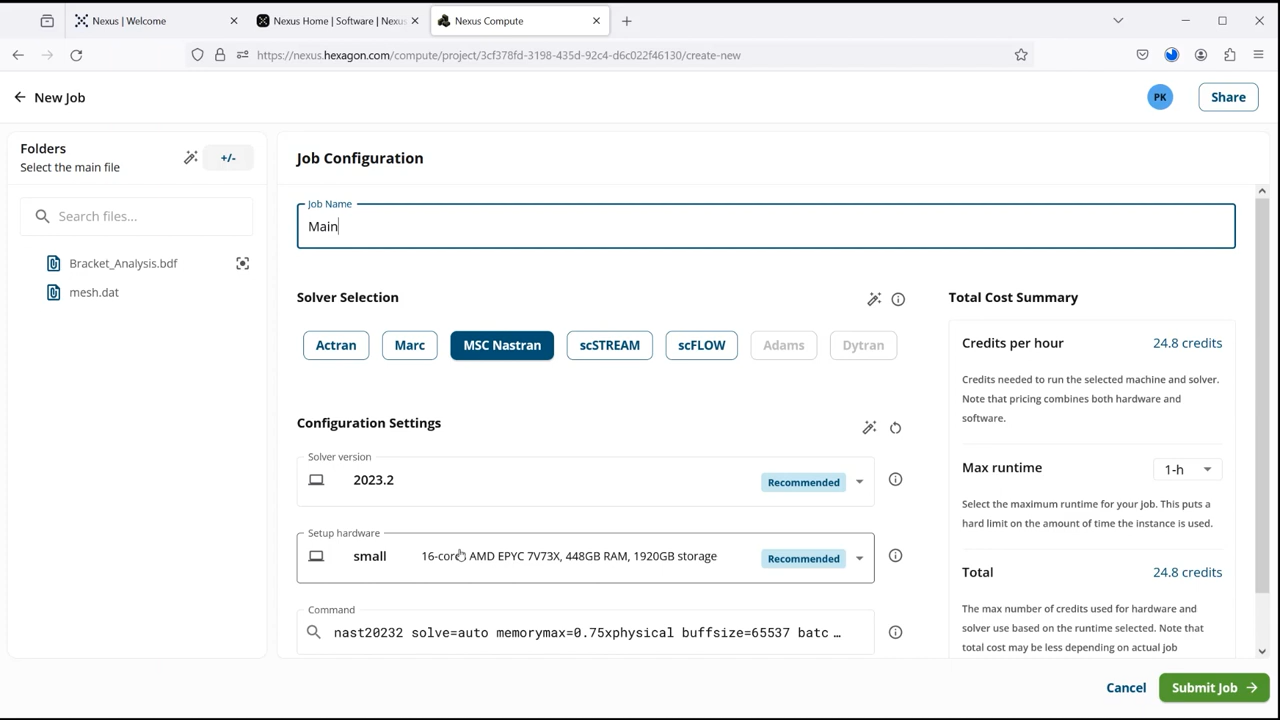 Nexus | Welcome
Nexus Home | Software | Nexus
Nexus Compute
https://nexus.hexagon.com/compute/project/3cf378fd-3198-435d-92c4-d6c022f46130/create-new
New Job
PK
Share
Folders
Select the main file
+/-
Search files...
Bracket_Analysis.bdf
mesh.dat
Job Configuration
Job Name
Main
Solver Selection
Actran
Marc
MSC Nastran
scSTREAM
scFLOW
Adams
Dytran
Configuration Settings
Solver version
2023.2
Recommended
Setup hardware
small
16-core AMD EPYC 7V73X, 448GB RAM, 1920GB storage
Recommended
Command
nast20232 solve=auto memorymax=0.75xphysical buffsize=65537 batc ...
Total Cost Summary
Credits per hour
24.8 credits
Credits needed to run the selected machine and solver.
Note that pricing combines both hardware and
software.
Max runtime
1-h
Select the maximum runtime for your job. This puts a
hard limit on the amount of time the instance is used.
Total
24.8 credits
The max number of credits used for hardware and
solver use based on the runtime selected. Note that
total cost may be less depending on actual job
Cancel
Submit Job